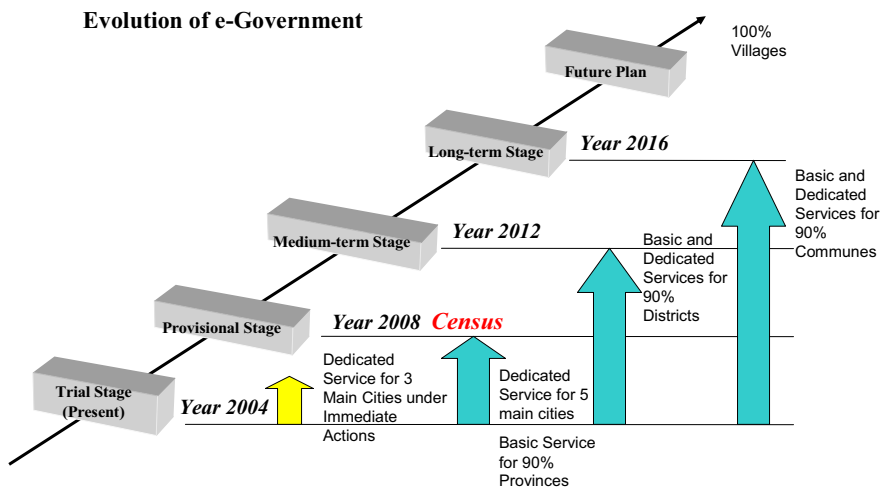 Evolution of e-Government
100%
Villages
Future Plan
Long-term Stage
Year 2016
Basic and
Dedicated
Services for
90%
Communes
Medium-term Stage
Year 2012
Basic and
Dedicated
Services for
90%
Districts
Provisional Stage
Year 2008 Census
Trial Stage
(Present)
Year 2004
Dedicated
Service for 3
Main Cities under
Immediate
Actions
Dedicated
Service for 5
main cities
Basic Service
for 90%
Provinces